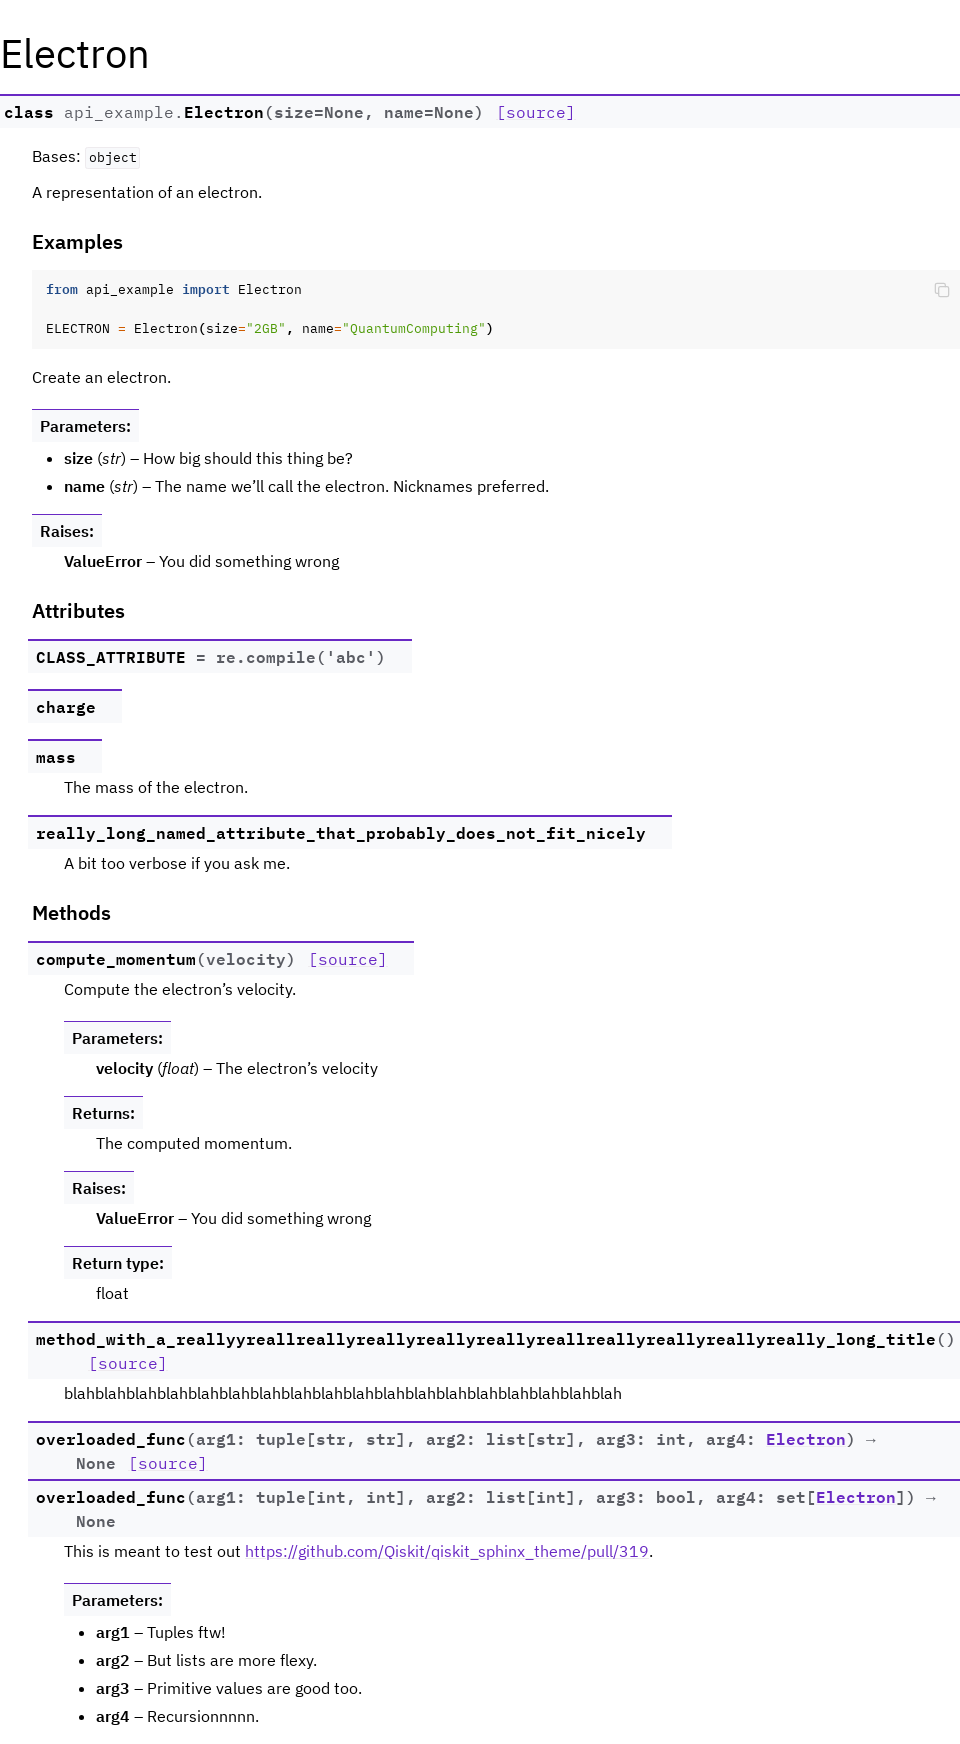 Electron
class api_example.Electron(size=None, name=None) [source]
Bases: object
A representation of an electron.
Examples
from api_example import Electron
ELECTRON = Electron(size="2GB", name="QuantumComputing")
Create an electron.
Parameters:
• size (str) – How big should this thing be?
• name (str) – The name we’ll call the electron. Nicknames preferred.
Raises:
ValueError – You did something wrong
Attributes
CLASS_ATTRIBUTE = re.compile('abc')
charge
mass
The mass of the electron.
really_long_named_attribute_that_probably_does_not_fit_nicely
A bit too verbose if you ask me.
Methods
compute_momentum(velocity) [source]
Compute the electron’s velocity.
Parameters:
velocity (float) – The electron’s velocity
Returns:
The computed momentum.
Raises:
ValueError – You did something wrong
Return type:
float
method_with_a_reallyyreallreallyreallyreallyreallyreallreallyreallyreallyreally_long_title()
[source]
blahblahblahblahblahblahblahblahblahblahblahblahblahblahblahblahblahblah
overloaded_func(arg1: tuple[str, str], arg2: list[str], arg3: int, arg4: Electron) →
None [source]
overloaded_func(arg1: tuple[int, int], arg2: list[int], arg3: bool, arg4: set[Electron]) →
None
This is meant to test out https://github.com/Qiskit/qiskit_sphinx_theme/pull/319.
Parameters:
• arg1 – Tuples ftw!
• arg2 – But lists are more flexy.
• arg3 – Primitive values are good too.
• arg4 – Recursionnnnn.